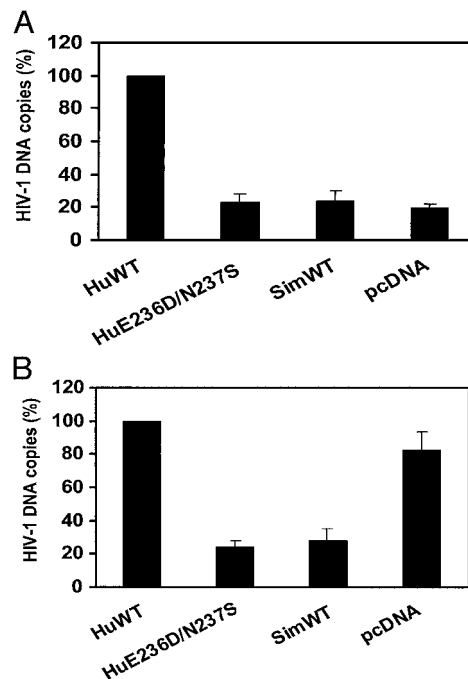 A
HIV-1 DNA copies (%)
120
100
80
60
40
20
0
HuWT
HuE236D/N237S
SimWT
pcDNA
B
HIV-1 DNA copies (%)
120
100
80
60
40
20
0
HuWT
HuE236D/N237S
SimWT
pcDNA